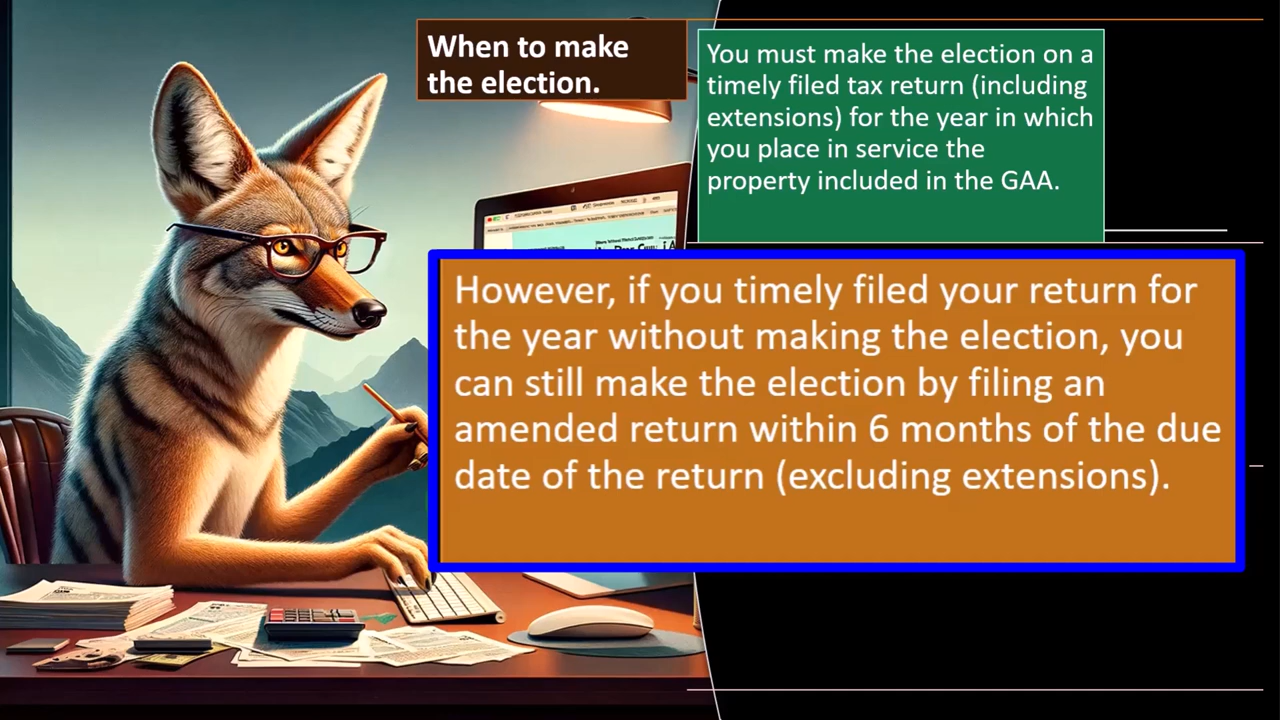 When to make
the election.
You must make the election on a
timely filed tax return (including
extensions) for the year in which
you place in service the
property included in the GAA.
However, if you timely filed your return for
the year without making the election, you
can still make the election by filing an
amended return within 6 months of the due
date of the return (excluding extensions).